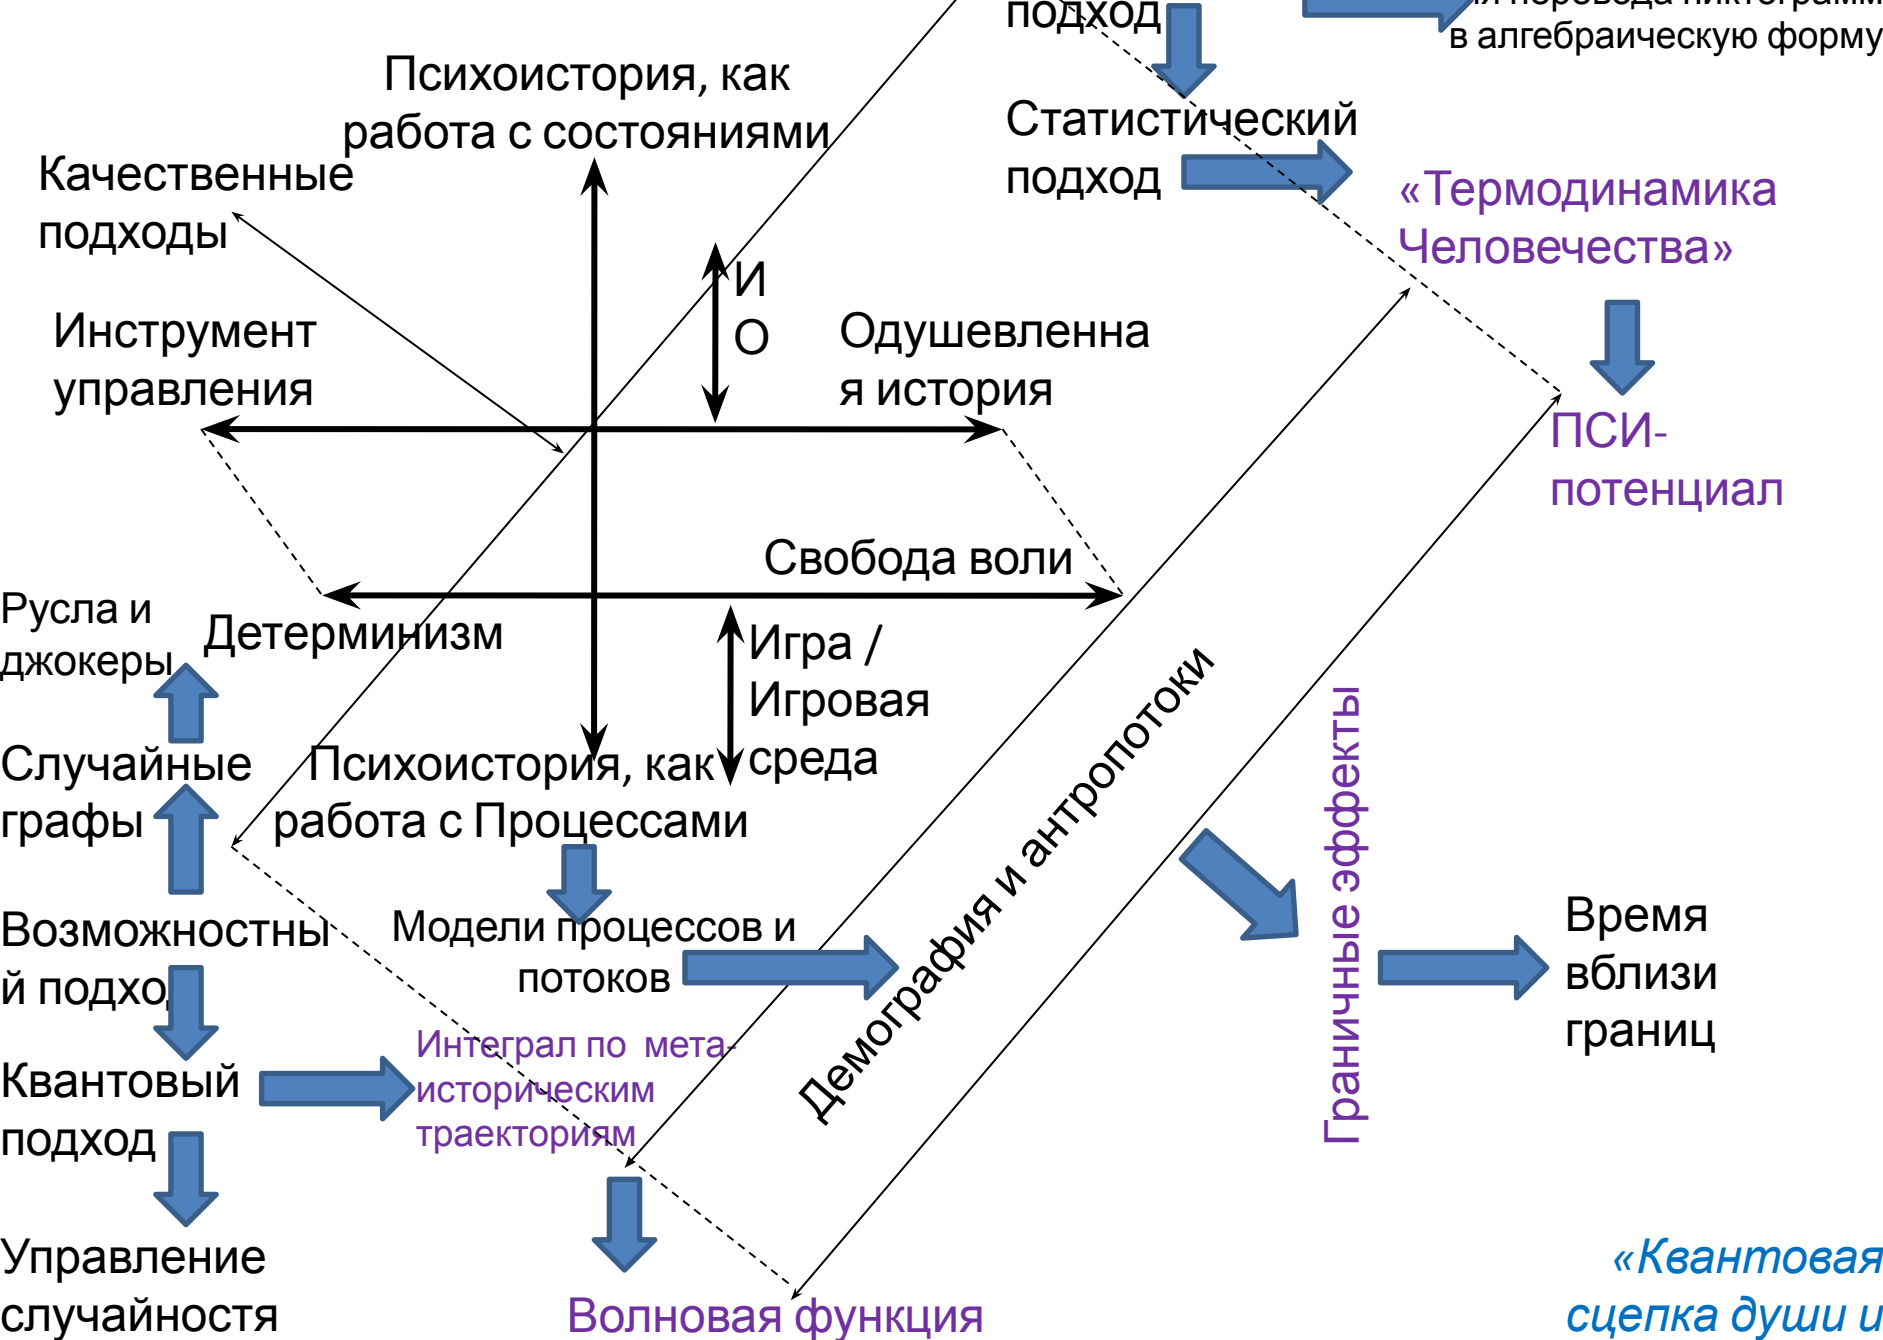 подход
перевода пиктограмм
в алгебраическую форму
Психоистория, как
работа с состояниями
Статистический
подход
Качественные
подходы
«Термодинамика
Человечества»
И
О
Инструмент
управления
Одушевленна
я история
ПСИ-
потенциал
Свобода воли
Русла и
джокеры
Детерминизм
Игра /
Игровая
среда
Демография и антропотоки
Граничные эффекты
Случайные
графы
Психоистория, как
работа с Процессами
Возможностны
й подхо
Модели процессов и
потоков
Время
вблизи
границ
Интеграл по мета-
историческим
траекториям
Квантовый
подход
Управление
случайностя
Волновая функция
«Квантовая
сцепка души и